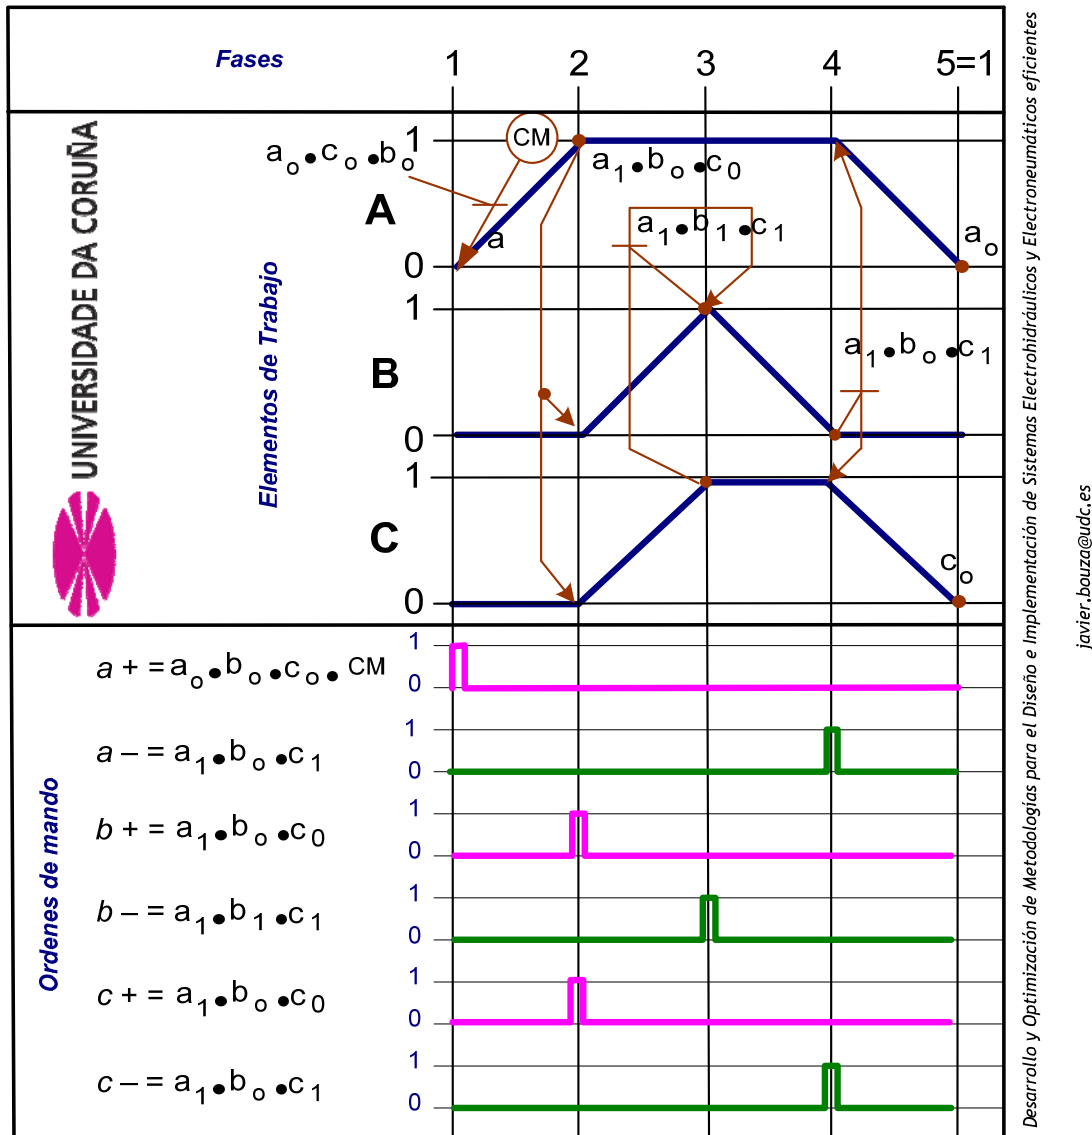 Fases 1 2 3 4 5=1
UNIVERSIDADE DA CORUÑA
Elementos de Trabajo
A
1
0
CM
a₀•c₀•b₀
a
a₁•b₀•c₀
a₁•b₁•c₁
a₀
B
1
0
a₁•b₀•c₁
C
1
0
c₀
Ordenes de mando
a + = a₀•b₀•c₀• CM
1
0
a – = a₁•b₀•c₁
1
0
b + = a₁•b₀•c₀
1
0
b – = a₁•b₁•c₁
1
0
c + = a₁•b₀•c₀
1
0
c – = a₁•b₀•c₁
1
0
Desarrollo y Optimización de Metodologías para el Diseño e Implementación de Sistemas Electrohidráulicos y Electroneumáticos eficientes
javier.bouza@udc.es